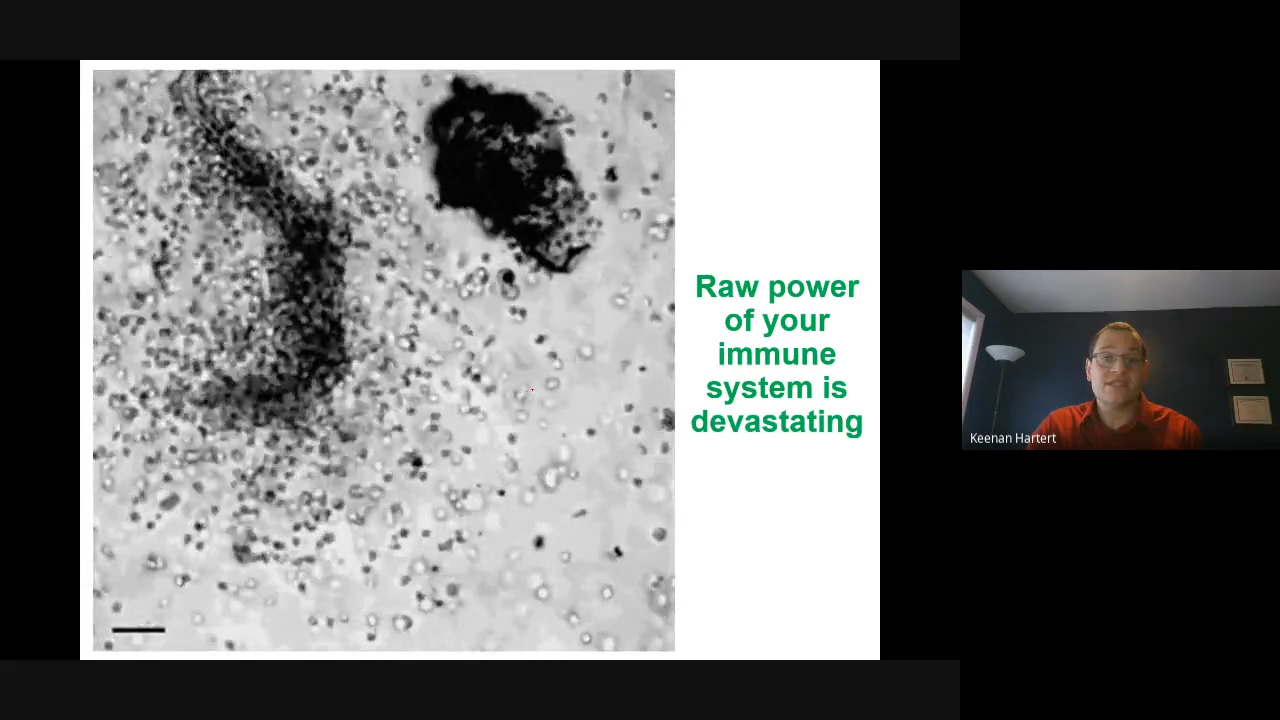 Raw power
of your
immune
system is
devastating
Keenan Hartert